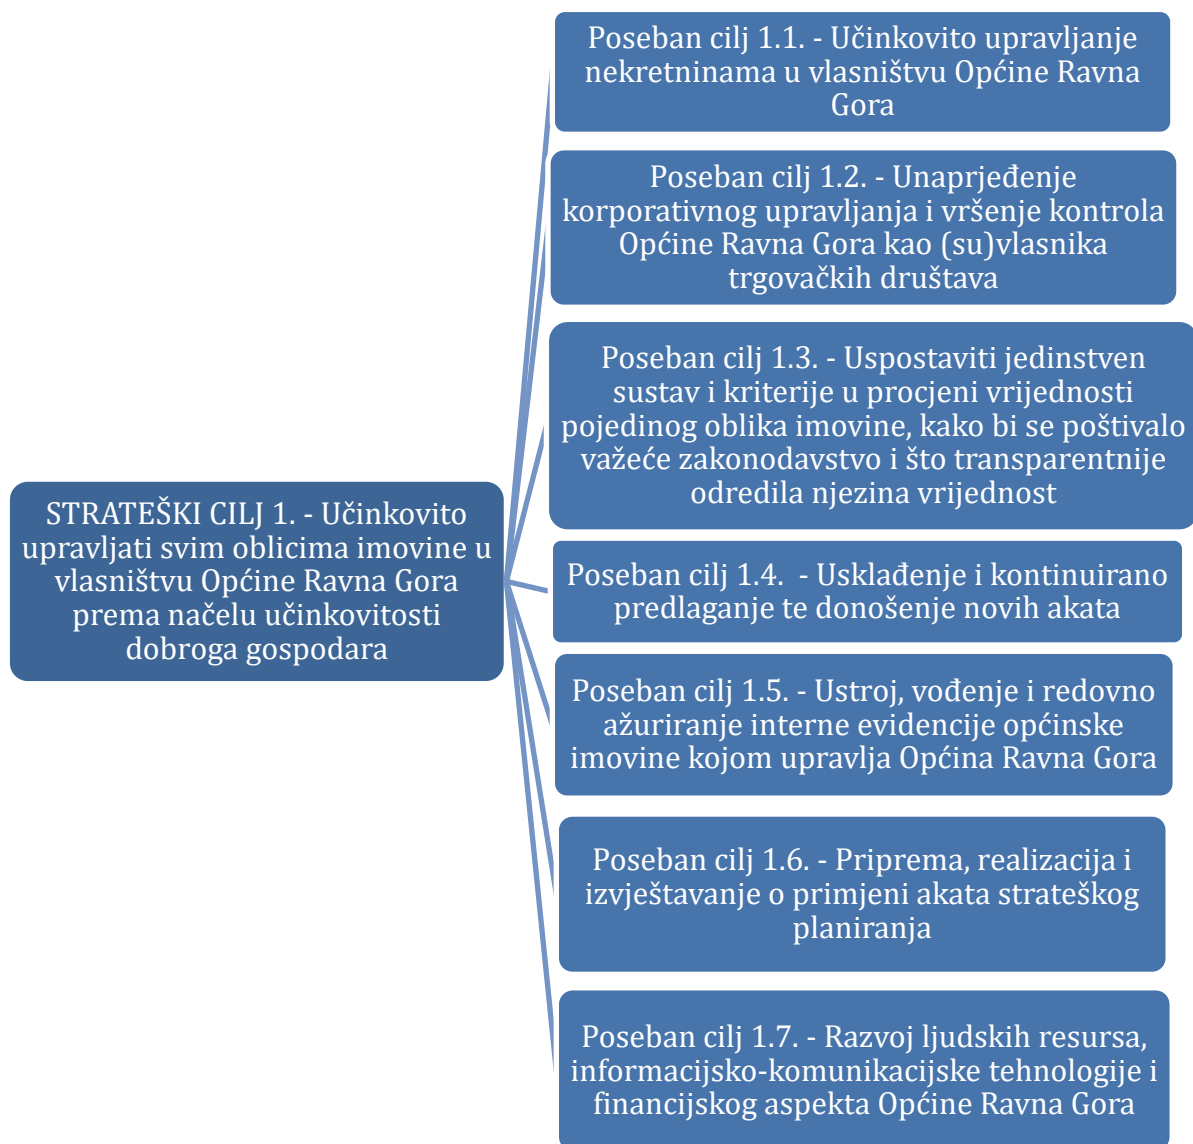 STRATEŠKI CILJ 1. - Učinkovito
upravljati svim oblicima imovine u
vlasništvu Općine Ravna Gora
prema načelu učinkovitosti
dobroga gospodara
Poseban cilj 1.1. - Učinkovito upravljanje
nekretninama u vlasništvu Općine Ravna
Gora
Poseban cilj 1.2. - Unaprjeđenje
korporativnog upravljanja i vršenje kontrola
Općine Ravna Gora kao (su)vlasnika
trgovačkih društava
Poseban cilj 1.3. - Uspostaviti jedinstven
sustav i kriterije u procjeni vrijednosti
pojedinog oblika imovine, kako bi se poštivalo
važeće zakonodavstvo i što transparentnije
odredila njezina vrijednost
Poseban cilj 1.4.  - Usklađenje i kontinuirano
predlaganje te donošenje novih akata
Poseban cilj 1.5. - Ustroj, vođenje i redovno
ažuriranje interne evidencije općinske
imovine kojom upravlja Općina Ravna Gora
Poseban cilj 1.6. - Priprema, realizacija i
izvještavanje o primjeni akata strateškog
planiranja
Poseban cilj 1.7. - Razvoj ljudskih resursa,
informacijsko-komunikacijske tehnologije i
financijskog aspekta Općine Ravna Gora